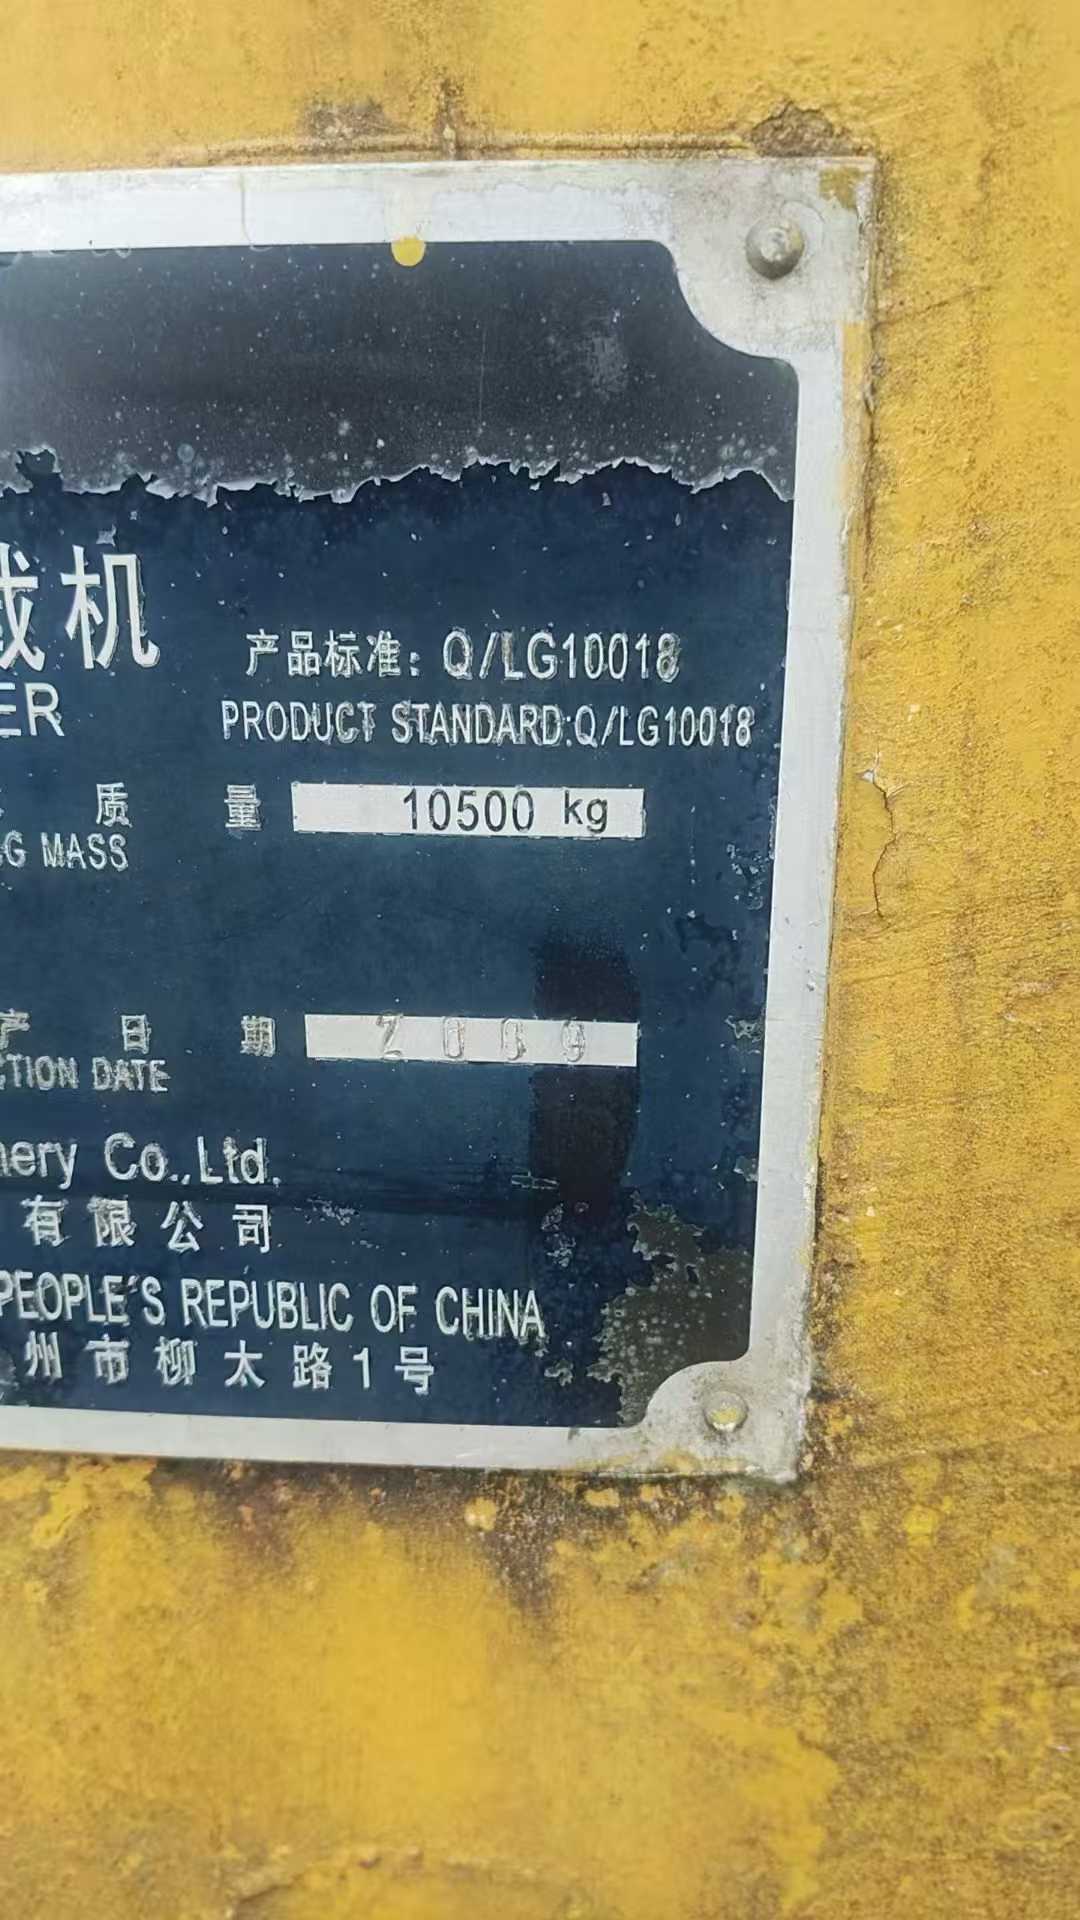 机
ER
产品标准: Q/LG10018
PRODUCT STANDARD:Q/LG10018
质 量 10500 kg
G MASS
产 日 期 2009
CTION DATE
nery Co.,Ltd.
有限公司
PEOPLE'S REPUBLIC OF CHINA
州市柳太路1号